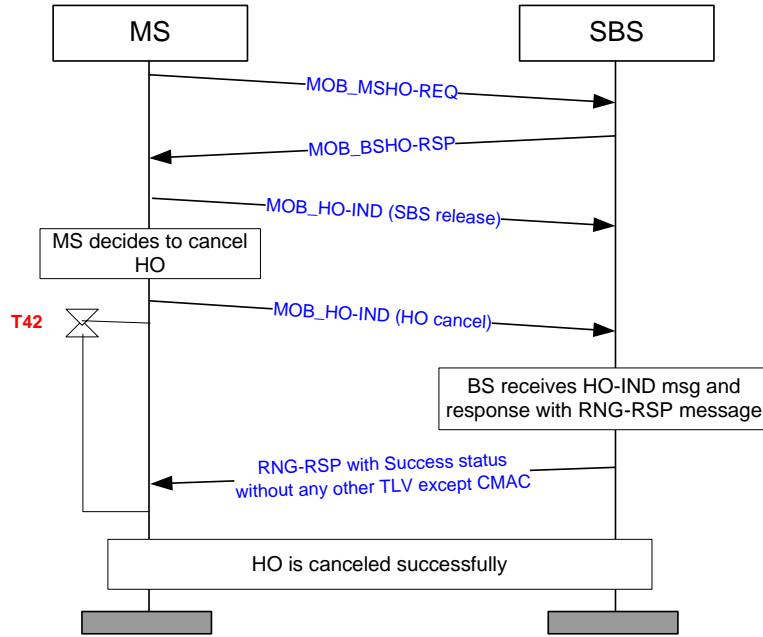 MS
SBS
MOB_MSHO-REQ
MOB_BSHO-RSP
MOB_HO-IND (SBS release)
MS decides to cancel
HO
MOB_HO-IND (HO cancel)
T42
BS receives HO-IND msg and
response with RNG-RSP message
RNG-RSP with Success status
without any other TLV except CMAC
HO is canceled successfully